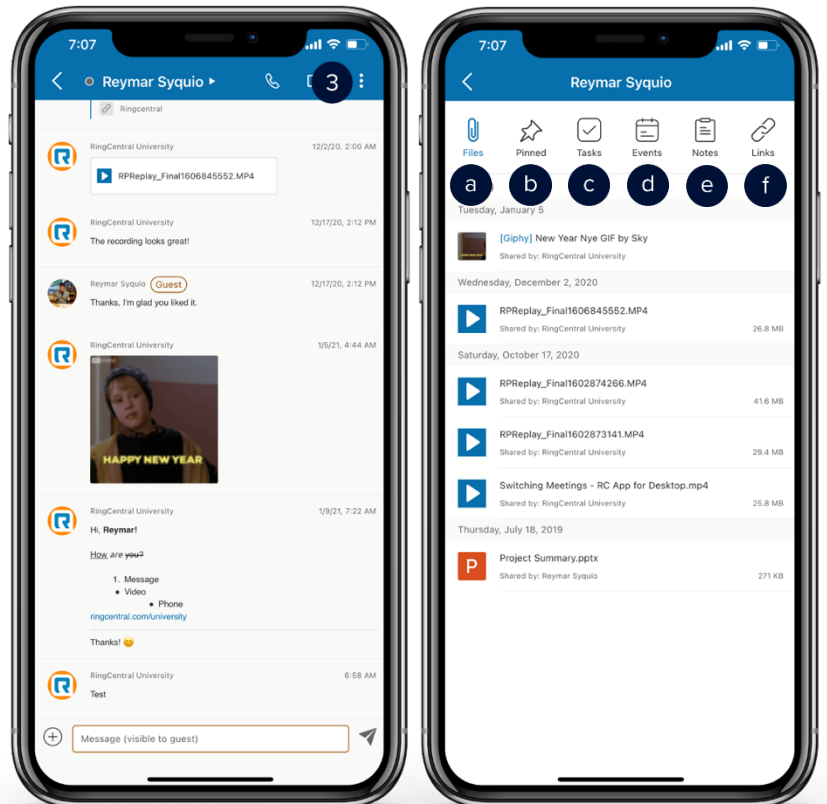 7:07
Reymar Syquio
3
Ringcentral
RingCentral University 12/2/20, 2:00 AM
RPReplay_Final1606845552.MP4
RingCentral University 12/17/20, 2:12 PM
The recording looks great!
Reymar Syquio Guest 12/17/20, 2:12 PM
Thanks, I'm glad you liked it.
RingCentral University 1/5/21, 4:44 AM
HAPPY NEW YEAR
RingCentral University 1/9/21, 7:22 AM
Hi, Reymar!
How are you?
1. Message
• Video
• Phone
ringcentral.com/university
Thanks!
RingCentral University 6:58 AM
Test
Message (visible to guest)
7:07
Reymar Syquio
Files Pinned Tasks Events Notes Links
a b c d e f
Tuesday, January 5
[Giphy] New Year Nye GIF by Sky
Shared by: RingCentral University
Wednesday, December 2, 2020
RPReplay_Final1606845552.MP4
Shared by: RingCentral University 26.8 MB
Saturday, October 17, 2020
RPReplay_Final1602874266.MP4
Shared by: RingCentral University 41.6 MB
RPReplay_Final1602873141.MP4
Shared by: RingCentral University 29.4 MB
Switching Meetings - RC App for Desktop.mp4
Shared by: RingCentral University 25.8 MB
Thursday, July 18, 2019
P
Project Summary.pptx
Shared by: Reymar Syquio 271 KB